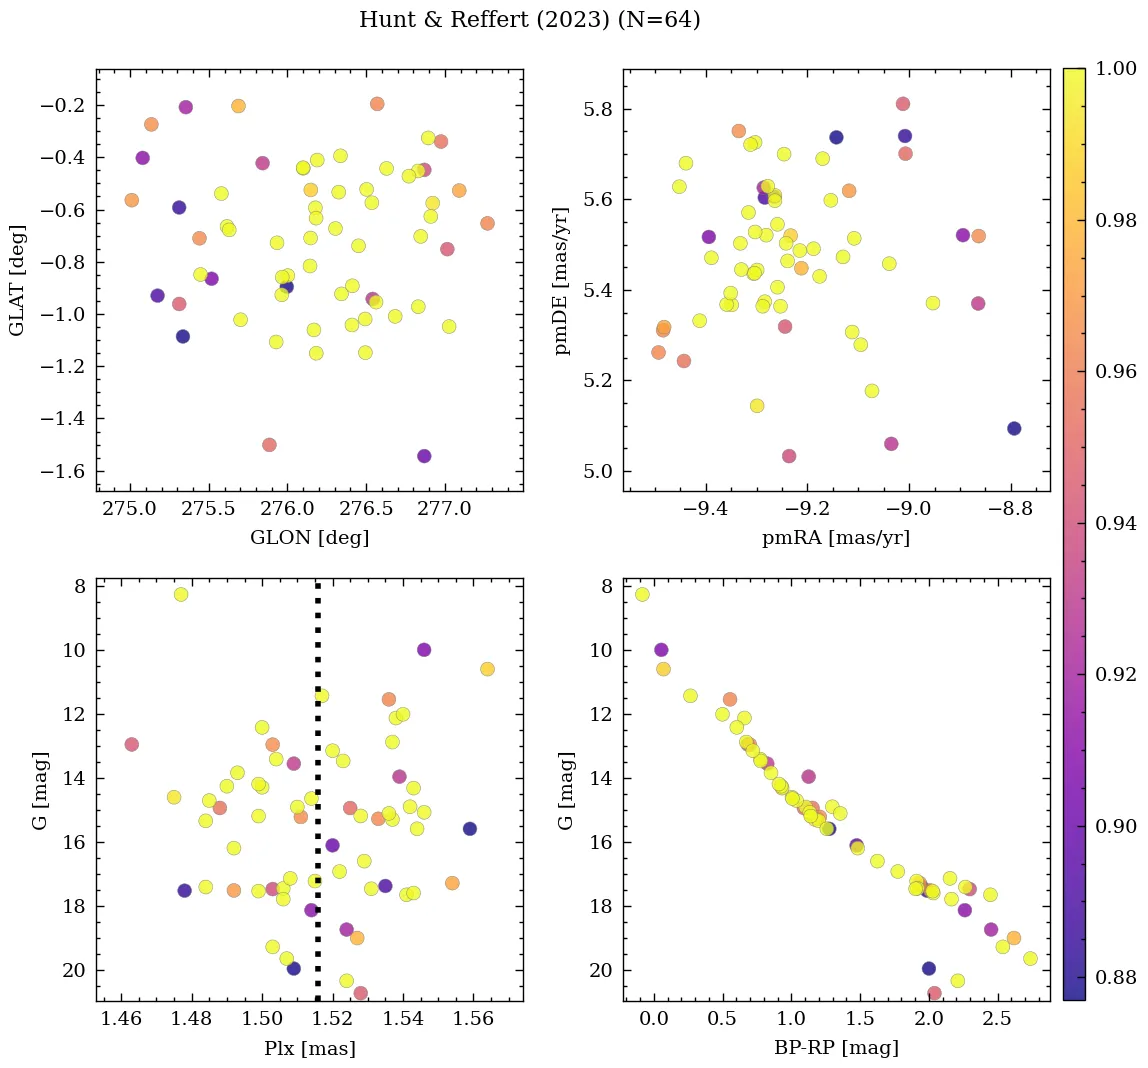 Hunt & Reffert (2023) (N=64)
−0.2
−0.4
−0.6
−0.8
−1.0
−1.2
−1.4
−1.6
GLAT [deg]
275.0 275.5 276.0 276.5 277.0
GLON [deg]
5.8
5.6
5.4
5.2
5.0
pmDE [mas/yr]
−9.4 −9.2 −9.0 −8.8
pmRA [mas/yr]
8
10
12
14
16
18
20
G [mag]
1.46 1.48 1.50 1.52 1.54 1.56
Plx [mas]
8
10
12
14
16
18
20
G [mag]
0.0 0.5 1.0 1.5 2.0 2.5
BP-RP [mag]
1.00
0.98
0.96
0.94
0.92
0.90
0.88